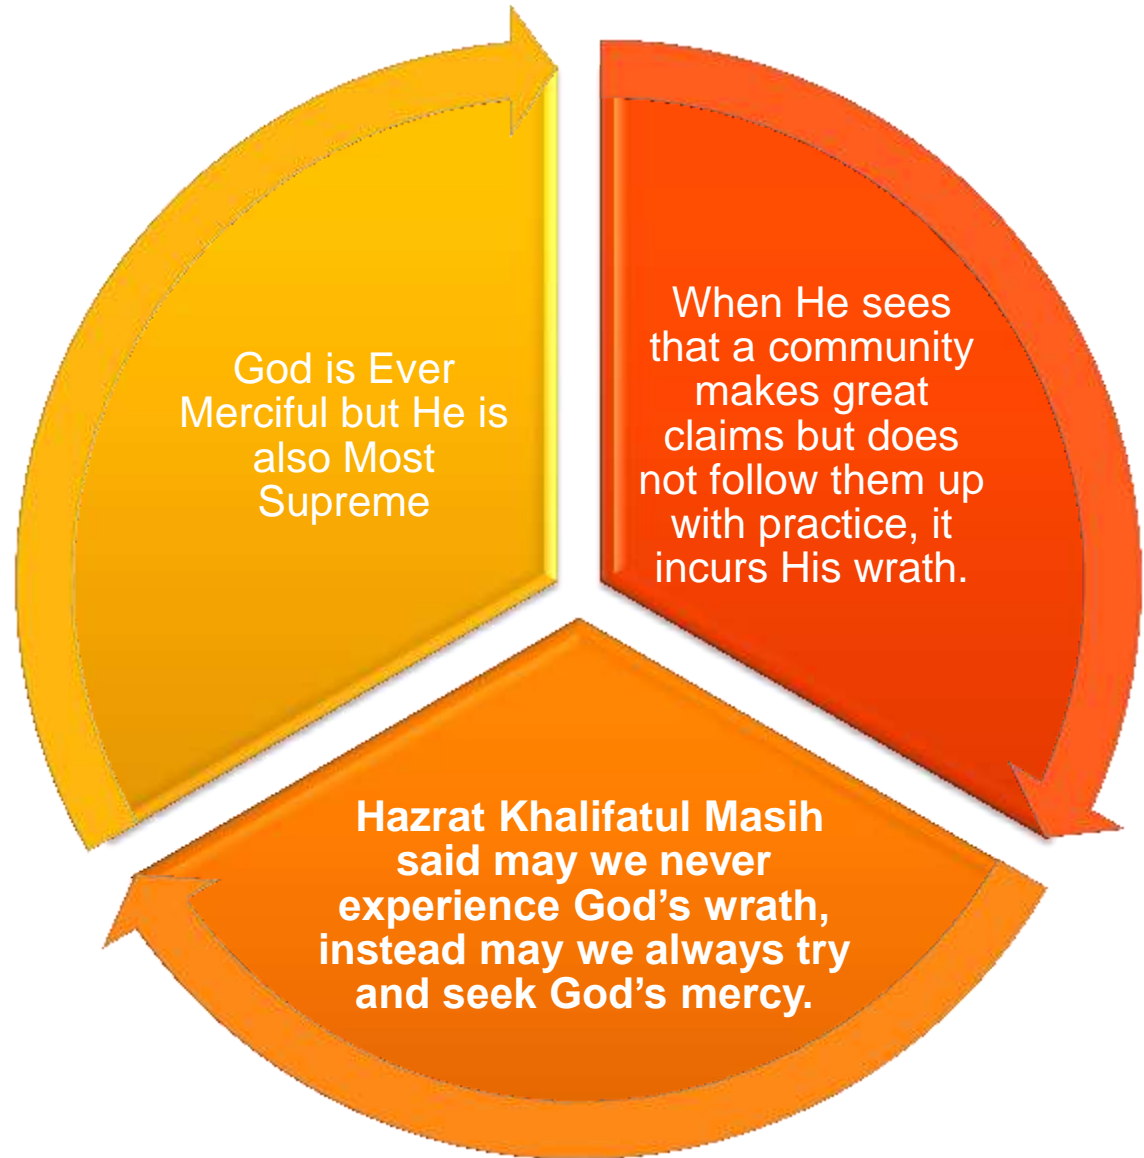 God is Ever
Merciful but He is
also Most
Supreme
When He sees
that a community
makes great
claims but does
not follow them up
with practice, it
incurs His wrath.
Hazrat Khalifatul Masih
said may we never
experience God’s wrath,
instead may we always try
and seek God’s mercy.